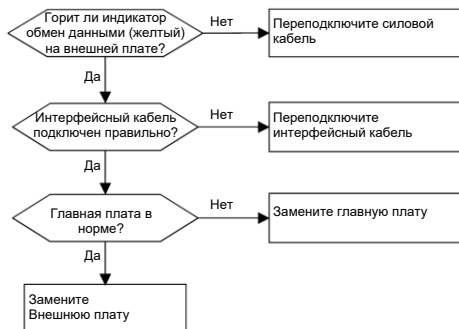 Горит ли индикатор
обмен данными (желтый)
на внешней плате?
Нет
Переподключите силовой
кабель
Да
Интерфейсный кабель
подключен правильно?
Нет
Переподключите
интерфейсный кабель
Да
Главная плата в
норме?
Нет
Замените главную плату
Да
Замените
Внешнюю плату